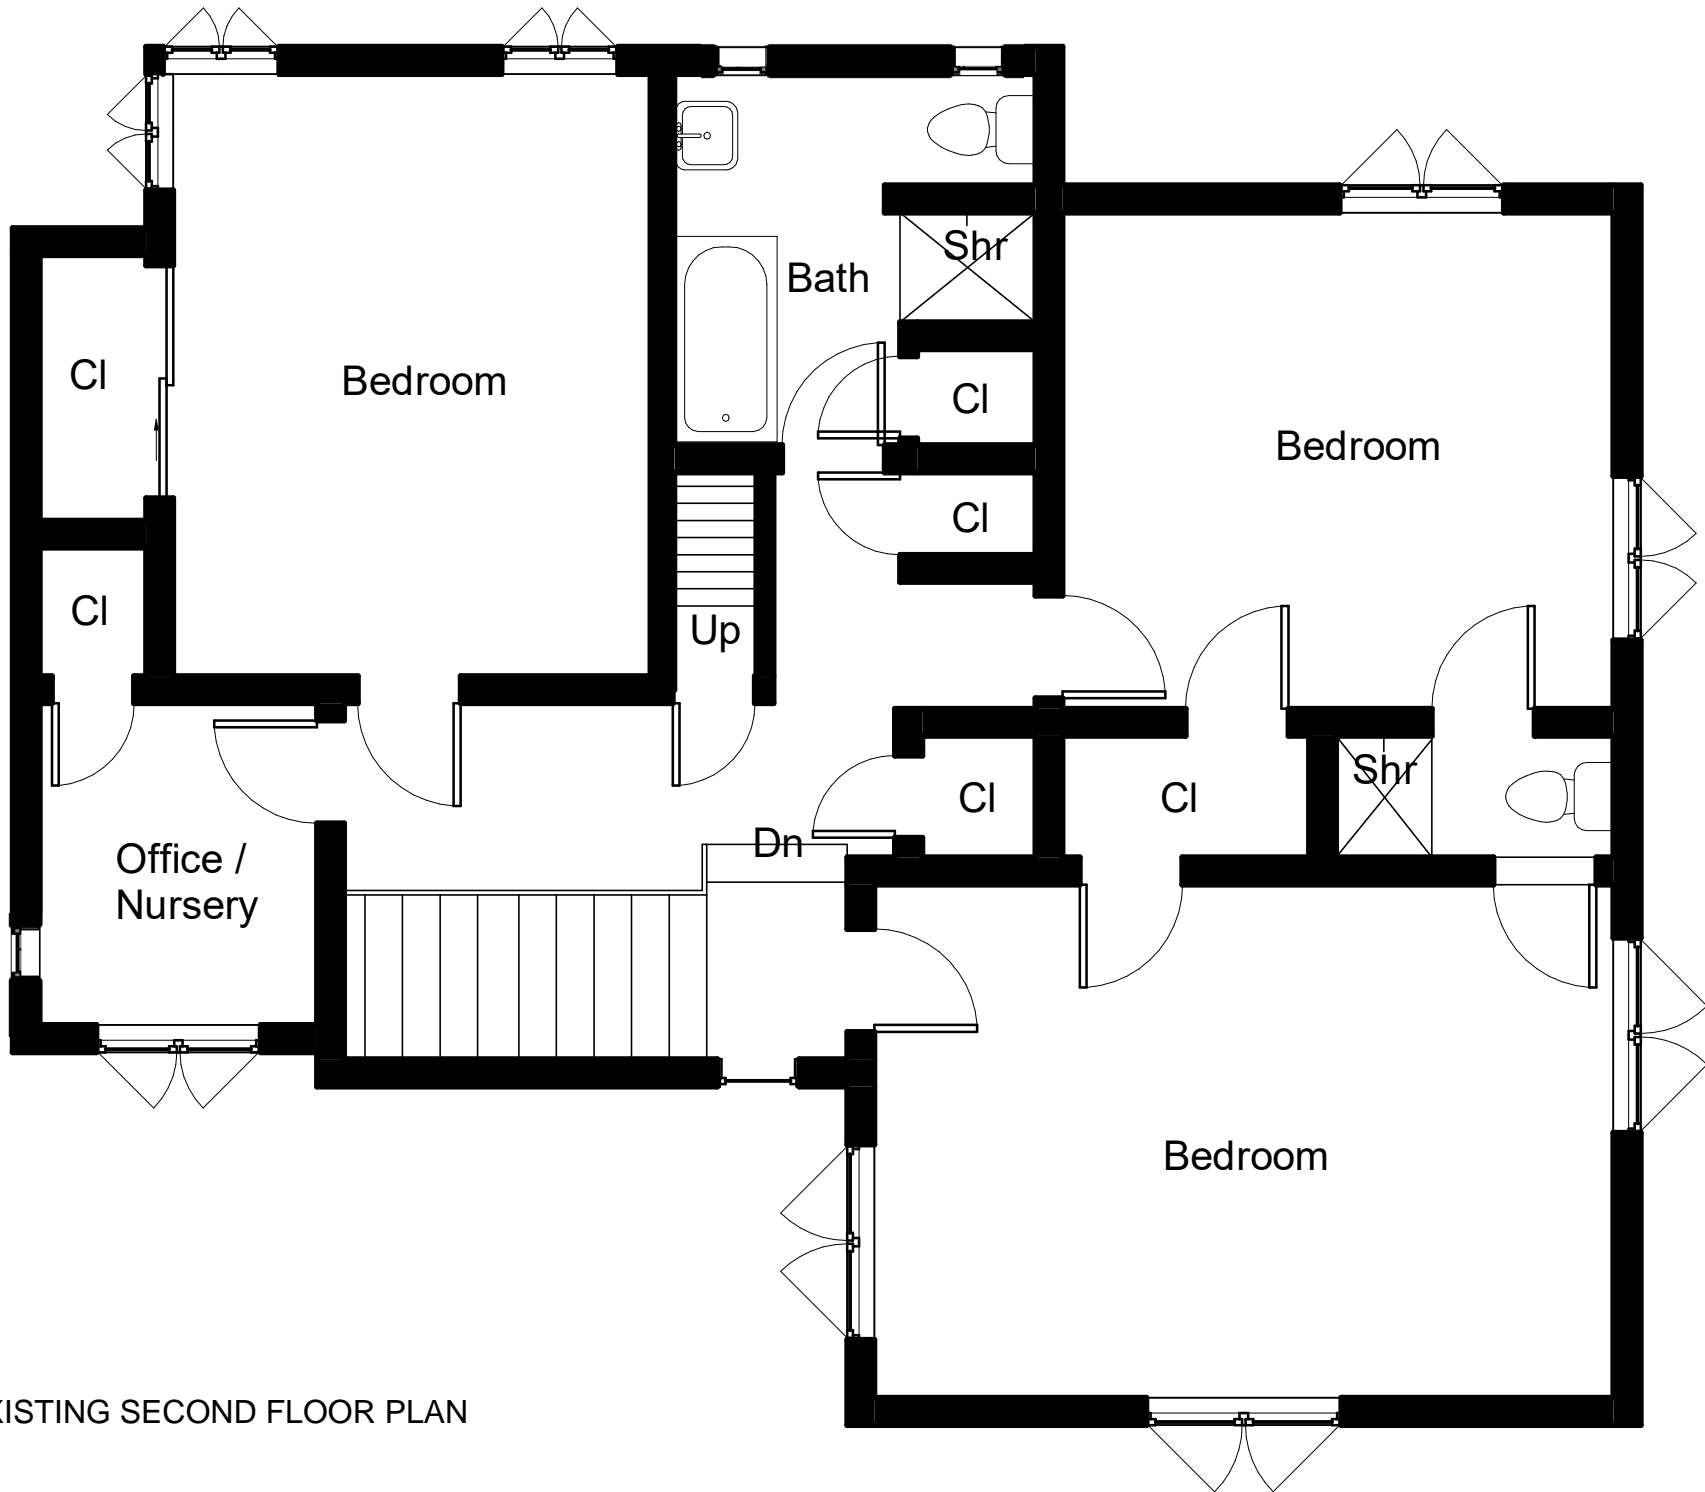 Shr
Bath
Cl
Bedroom
Cl
Bedroom
Cl
Cl
Up
Shr
Cl
Cl
Dn
Office /
Nursery
Bedroom
XISTING SECOND FLOOR PLAN